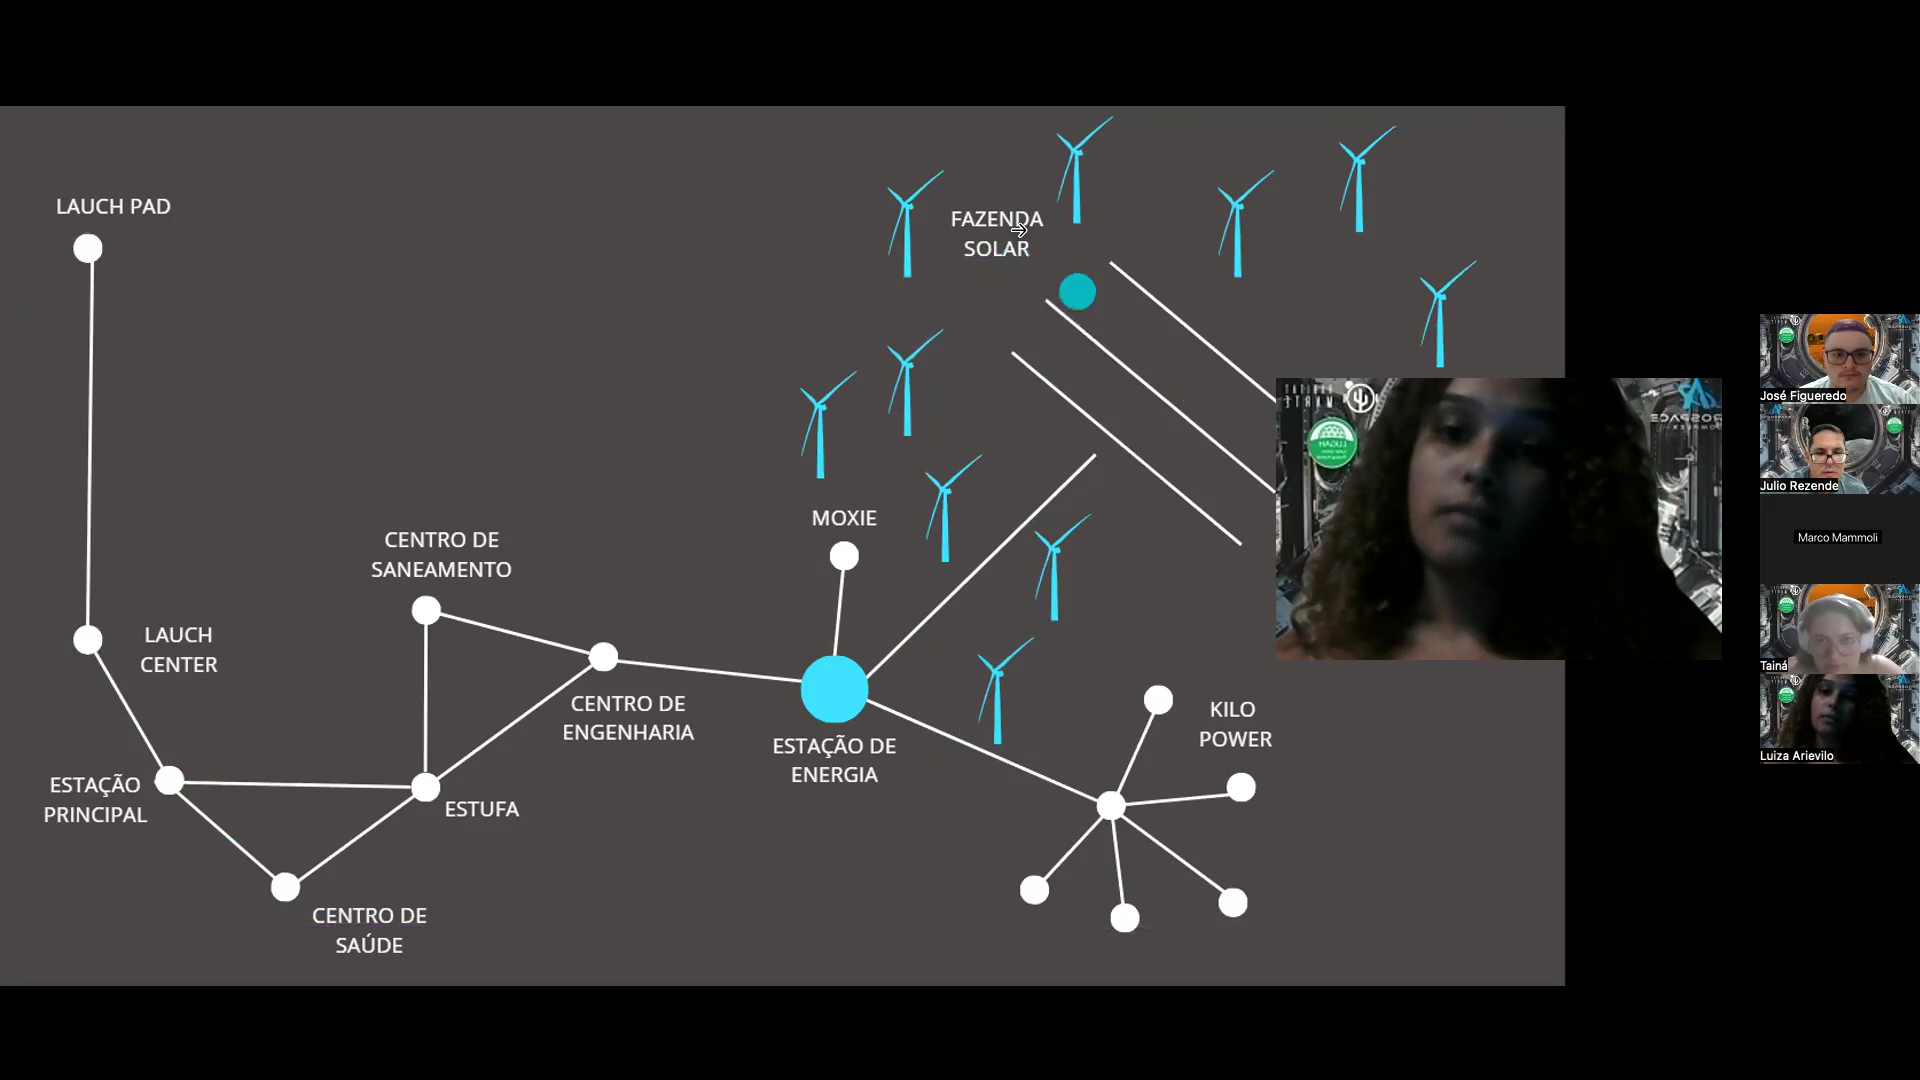 LAUCH PAD
FAZENDA
SOLAR
MOXIE
CENTRO DE
SANEAMENTO
LAUCH
CENTER
CENTRO DE
ENGENHARIA
ESTAÇÃO DE
ENERGIA
KILO
POWER
ESTAÇÃO
PRINCIPAL
ESTUFA
CENTRO DE
SAÚDE
José Figueredo
Julio Rezende
Marco Mammoli
Tainá
Luiza Arievilo